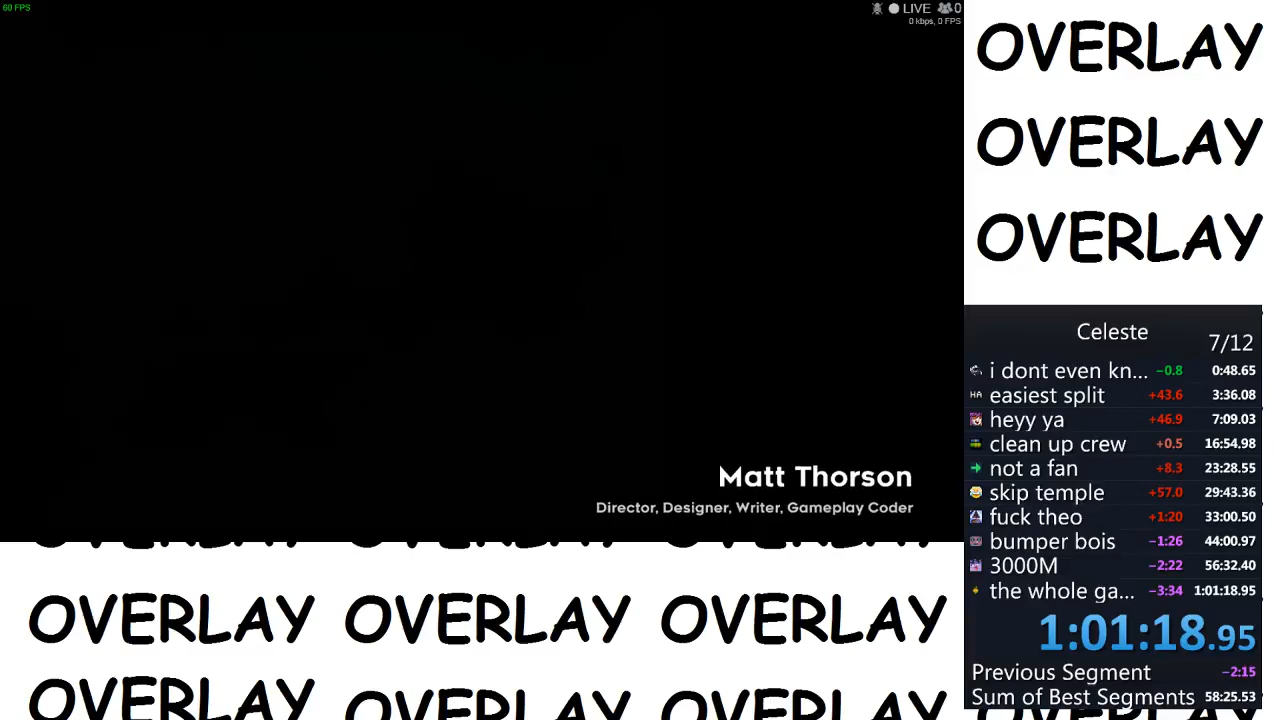 60 FPS
LIVE 0
0 kbps, 0 FPS
OVERLAY
OVERLAY
OVERLAY
Matt Thorson
Director, Designer, Writer, Gameplay Coder
Celeste
7/12
i dont even kn... −0.8 0:48.65
easiest split +43.6 3:36.08
heyy ya +46.9 7:09.03
clean up crew +0.5 16:54.98
not a fan +8.3 23:28.55
skip temple +57.0 29:43.36
fuck theo +1:20 33:00.50
bumper bois −1:26 44:00.97
3000M −2:22 56:32.40
the whole ga... −3:34 1:01:18.95
1:01:18.95
Previous Segment −2:15
Sum of Best Segments 58:25.53
OVERLAY OVERLAY OVERLAY
OVERLAY OVERLAY OVERLAY